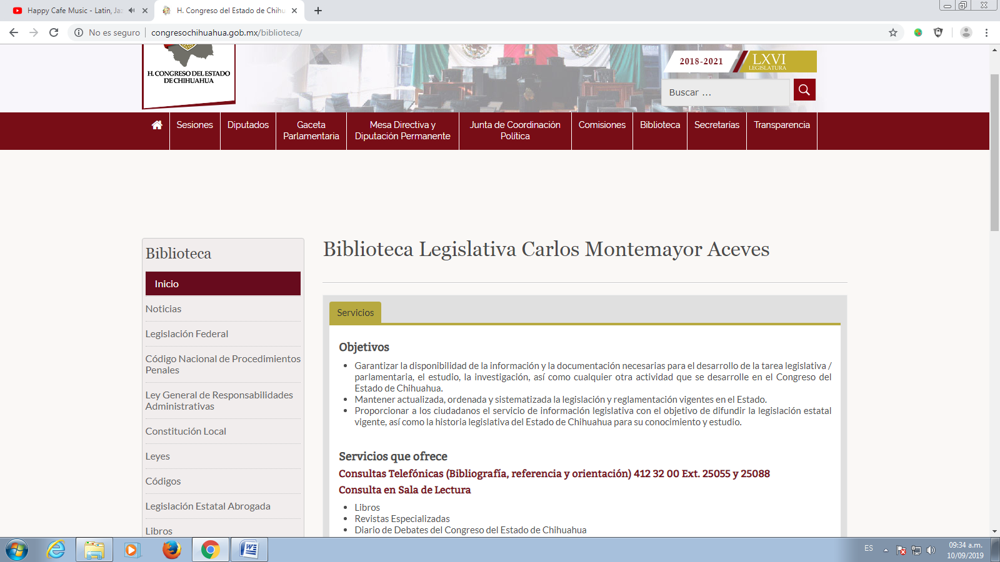 Happy Cafe Music - Latin, Jaz
H. Congreso del Estado de Chihu
No es seguro
congresochihuahua.gob.mx/biblioteca/
H. CONGRESO DEL ESTADO
DE CHIHUAHUA
2018-2021
LXVI
LEGISLATURA
Buscar ...
Sesiones
Diputados
Gaceta
Parlamentaria
Mesa Directiva y
Diputación Permanente
Junta de Coordinación
Política
Comisiones
Biblioteca
Secretarías
Transparencia
Biblioteca
Inicio
Noticias
Legislación Federal
Código Nacional de Procedimientos
Penales
Ley General de Responsabilidades
Administrativas
Constitución Local
Leyes
Códigos
Legislación Estatal Abrogada
Libros
Biblioteca Legislativa Carlos Montemayor Aceves
Servicios
Objetivos
Garantizar la disponibilidad de la información y la documentación necesarias para el desarrollo de la tarea legislativa /
parlamentaria, el estudio, la investigación, así como cualquier otra actividad que se desarrolle en el Congreso del
Estado de Chihuahua.
Mantener actualizada, ordenada y sistematizada la legislación y reglamentación vigentes en el Estado.
Proporcionar a los ciudadanos el servicio de información legislativa con el objetivo de difundir la legislación estatal
vigente, así como la historia legislativa del Estado de Chihuahua para su conocimiento y estudio.
Servicios que ofrece
Consultas Telefónicas (Bibliografía, referencia y orientación) 412 32 00 Ext. 25055 y 25088
Consulta en Sala de Lectura
Libros
Revistas Especializadas
Diario de Debates del Congreso del Estado de Chihuahua
ES
09:34 a.m.
10/09/2019